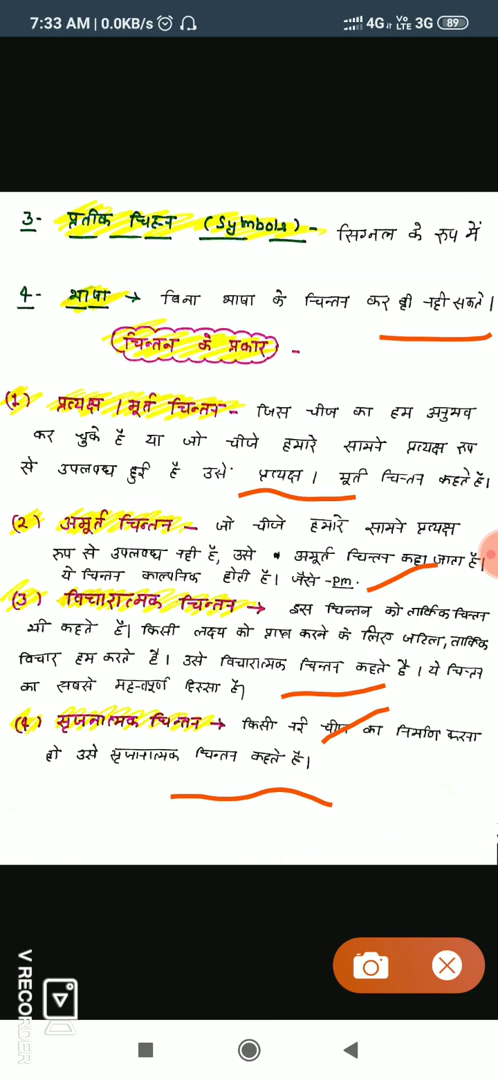 7:33 AM | 0.0KB/s 4G Vo LTE 3G 89
3- प्रतीक चिह्न (Symbols) - सिग्नल के रुप में
4- भाषा → बिना भाषा के चिन्तन कर ही नही सकते।
चिन्तन के प्रकार -
(1) प्रत्यक्ष / मूर्त चिन्तन - जिस चीज का हम अनुभव
कर चुके है या जो चीजे हमारे सामने प्रत्यक्ष रुप
से उपलवध हुई है उसे प्रत्यक्ष / मूर्त चिन्तन कहते है।
(2) अमूर्त चिन्तन - जो चीजे हमारे सामने प्रत्यक्ष
रुप से उपलवध नही है, उसे अमूर्त चिन्तन कहा जाता है।
ये चिन्तन काल्पनिक होती है। जैसे - pm.
(3) विचारात्मक चिन्तन → इस चिन्तन को तार्किक चिन्तन
भी कहते है। किसी लक्ष्य को प्राप्त करने के लिए जटिल, तार्किक
विचार हम करते है। उसे विचारात्मक चिन्तन कहते है। ये चिन्तन
का सबसे महत्वपूर्ण हिस्सा है।
(4) सृजनात्मक चिन्तन → किसी नई चीज का निर्माण करना
हो उसे सृजनात्मक चिन्तन कहते है।
V RECORDER